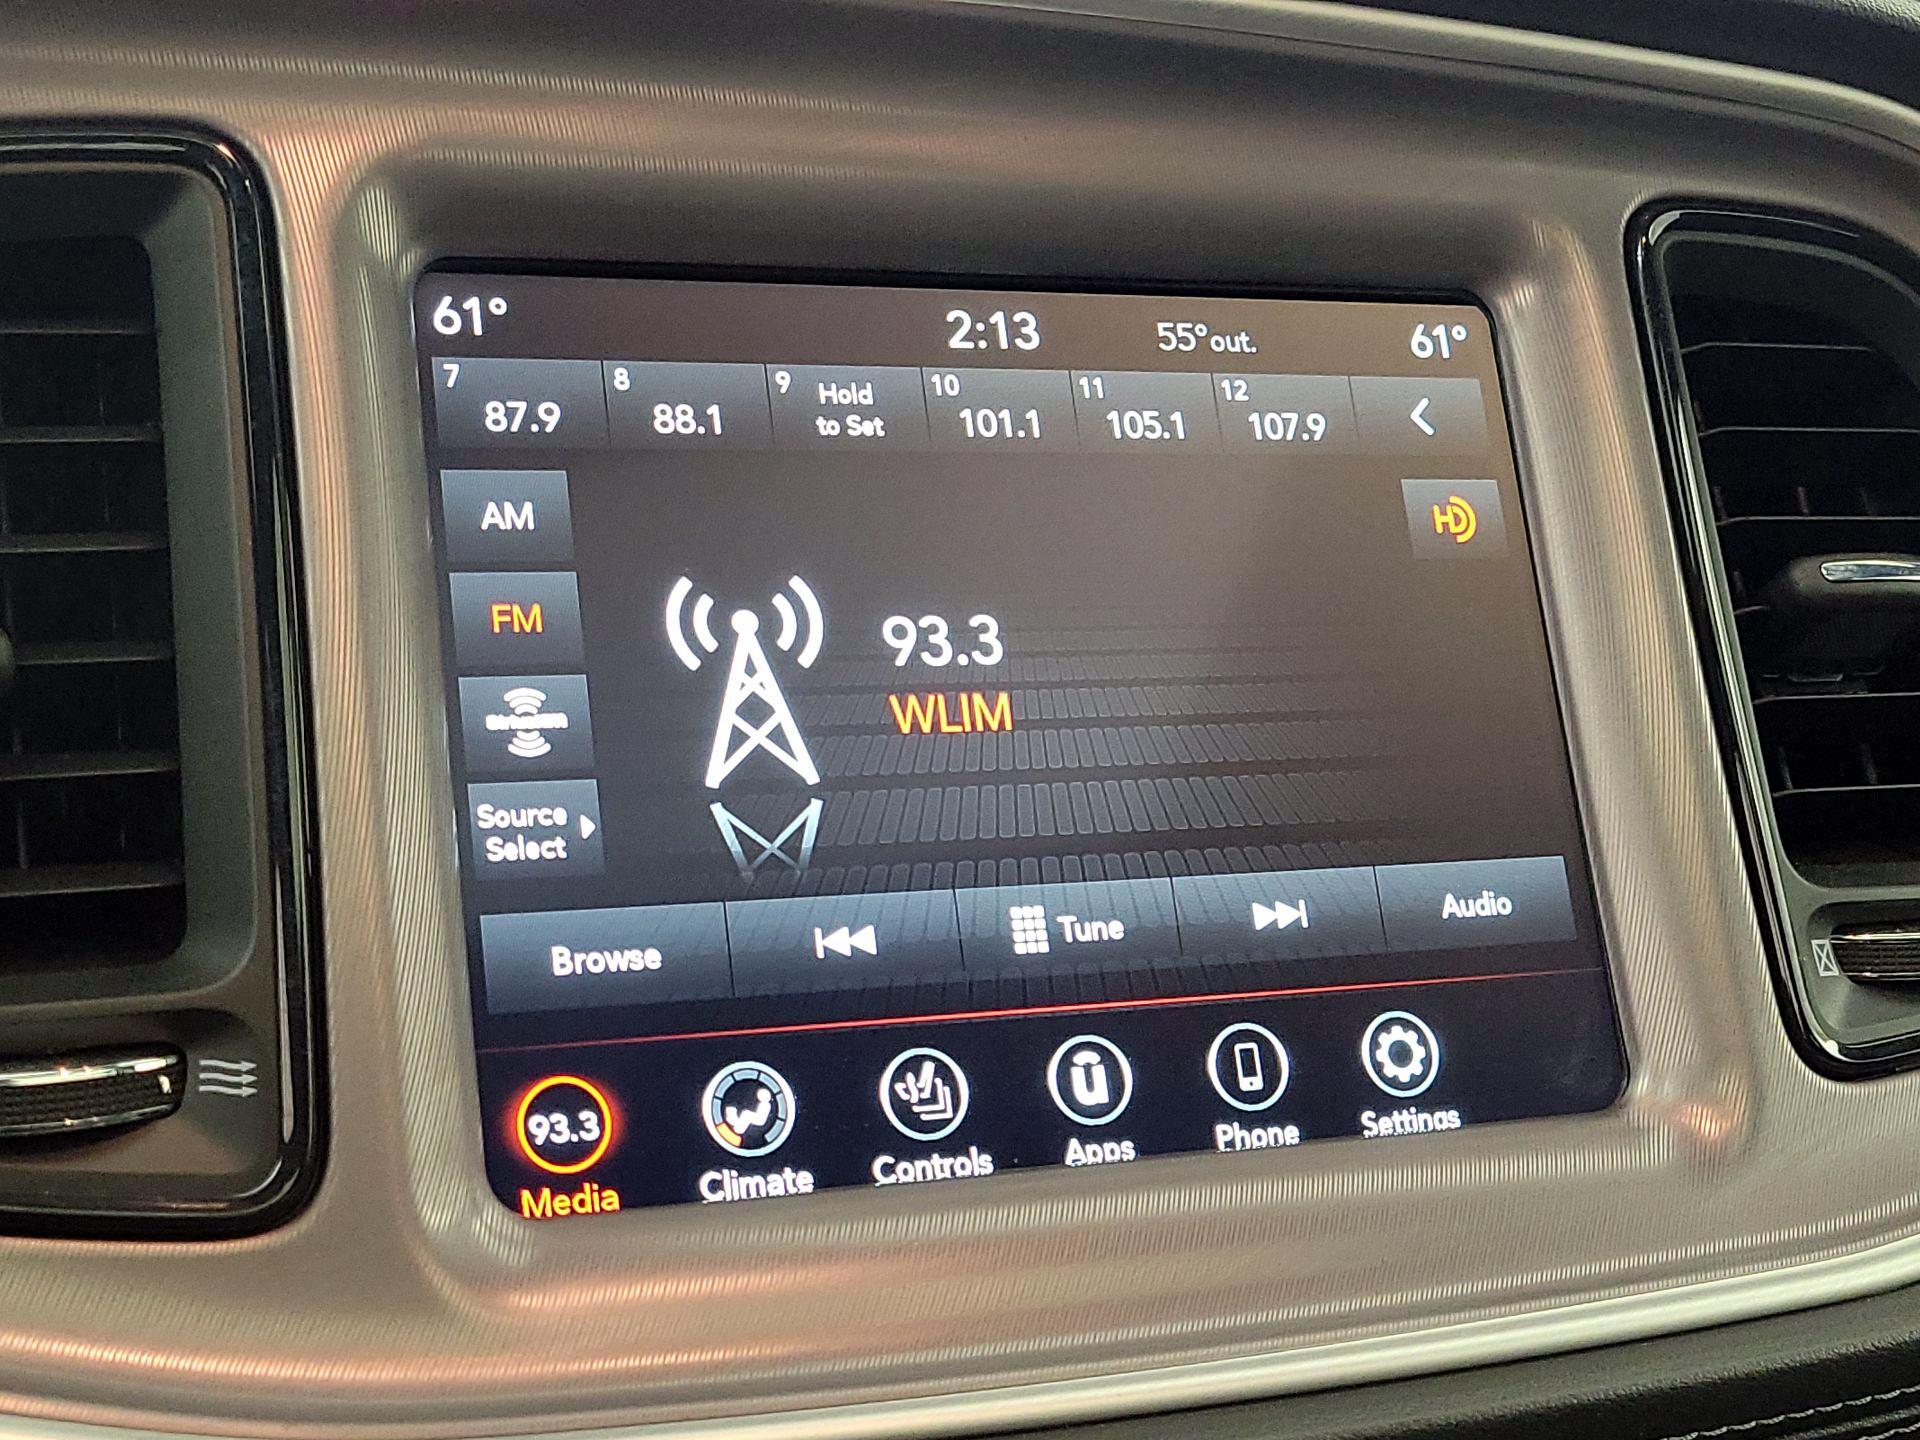 61° 2:13 55° out. 61°
7 8 9 Hold 10 11 12
87.9 88.1 to Set 101.1 105.1 107.9
AM
HD
FM
93.3
WLIM
Source
Select
Browse Tune Audio
93.3
Media Climate Controls Apps Phone Settings